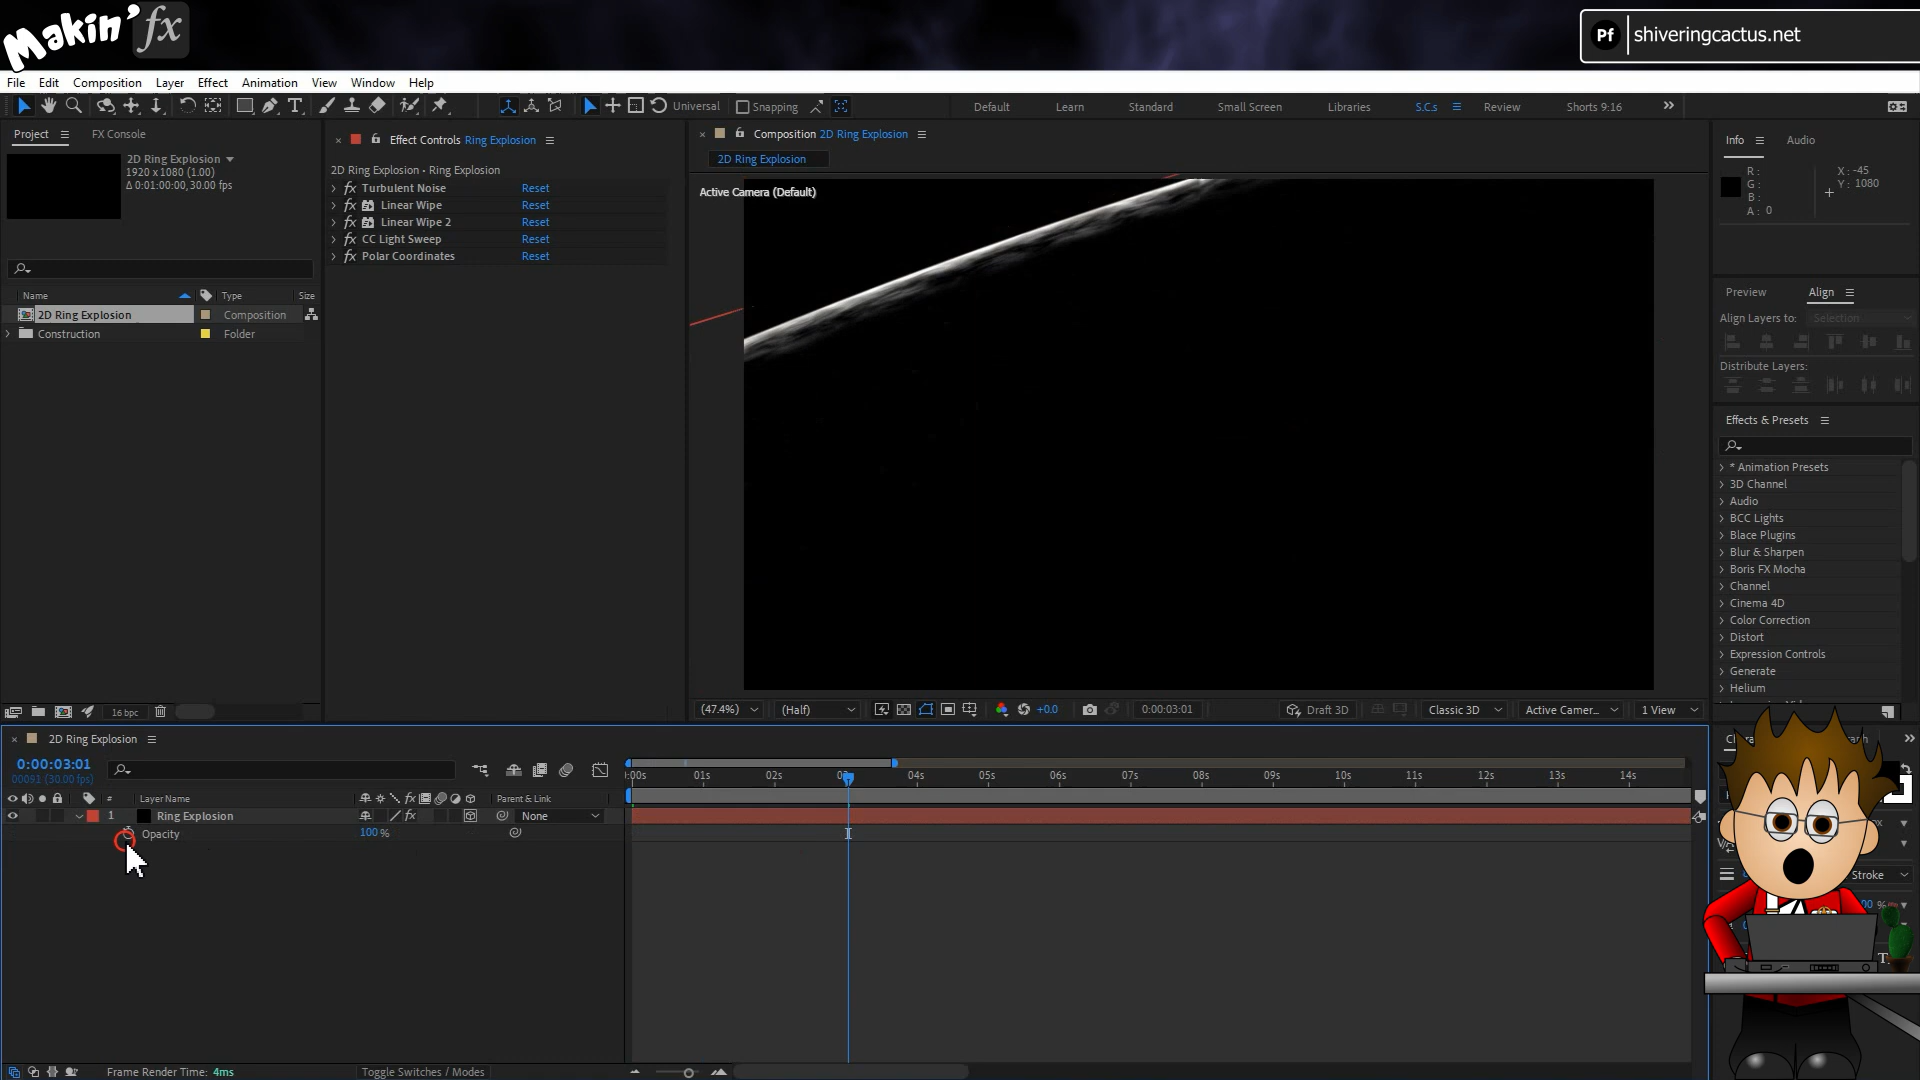 Makin' fx
Pf shiveringcactus.net
File Edit Composition Layer Effect Animation View Window Help
Universal Snapping Default Learn Standard Small Screen Libraries S.C.s Review Shorts 9:16
Project FX Console
2D Ring Explosion
1920 x 1080 (1.00)
Δ 0:01:00:00, 30.00 fps
Name Type Size
2D Ring Explosion Composition
Construction Folder
16 bpc
Effect Controls Ring Explosion
2D Ring Explosion • Ring Explosion
fx Turbulent Noise Reset
fx Linear Wipe Reset
fx Linear Wipe 2 Reset
fx CC Light Sweep Reset
fx Polar Coordinates Reset
Composition 2D Ring Explosion
2D Ring Explosion
Active Camera (Default)
(47.4%) (Half) +0.0 0:00:03:01 Draft 3D Classic 3D Active Camer... 1 View
Info Audio
R: X: -45
G: Y: 1080
B:
A: 0
Preview Align
Align Layers to: Selection
Distribute Layers:
Effects & Presets
* Animation Presets
3D Channel
Audio
BCC Lights
Blace Plugins
Blur & Sharpen
Boris FX Mocha
Channel
Cinema 4D
Color Correction
Distort
Expression Controls
Generate
Helium
Stroke
2D Ring Explosion
0:00:03:01
00091 (30.00 fps)
:00s 01s 02s 04s 05s 06s 07s 08s 09s 10s 11s 12s 13s 14s
# Layer Name fx Parent & Link
1 Ring Explosion fx None
Opacity 100 %
Frame Render Time: 4ms Toggle Switches / Modes